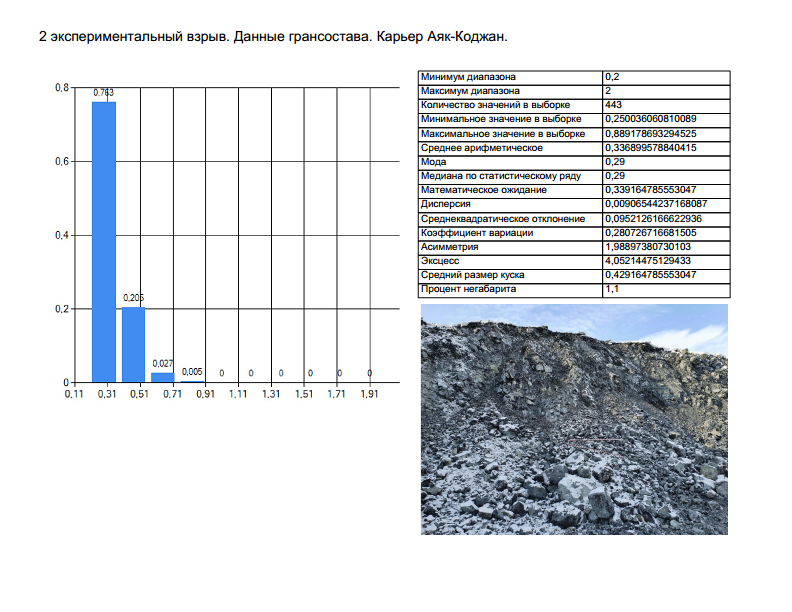 2 экспериментальный взрыв. Данные грансостава. Карьер Аяк-Коджан.
0,8
0,6
0,4
0,2
0
0,763
0,205
0,027
0,005
0
0
0
0
0
0
0,11 0,31 0,51 0,71 0,91 1,11 1,31 1,51 1,71 1,91
Минимум диапазона 0,2
Максимум диапазона 2
Количество значений в выборке 443
Минимальное значение в выборке 0,250036060810089
Максимальное значение в выборке 0,889178693294525
Среднее арифметическое 0,336899578840415
Мода 0,29
Медиана по статистическому ряду 0,29
Математическое ожидание 0,339164785553047
Дисперсия 0,00906544237168087
Среднеквадратическое отклонение 0,0952126166622936
Коэффициент вариации 0,280726716681505
Асимметрия 1,98897380730103
Эксцесс 4,05214475129433
Средний размер куска 0,429164785553047
Процент негабарита 1,1